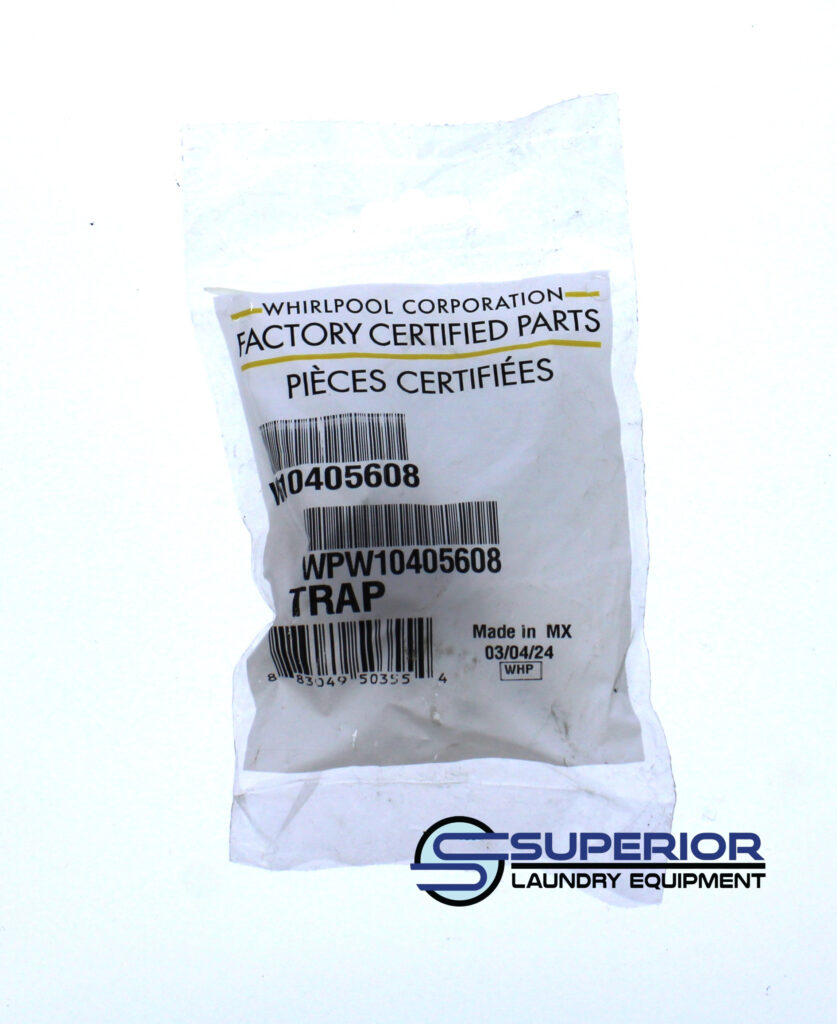 WHIRLPOOL CORPORATION
FACTORY CERTIFIED PARTS
PIÈCES CERTIFIÉES
W10405608
WPW10405608
TRAP
Made in MX
03/04/24
WHP
8 83049 50355 4
SUPERIOR
LAUNDRY EQUIPMENT